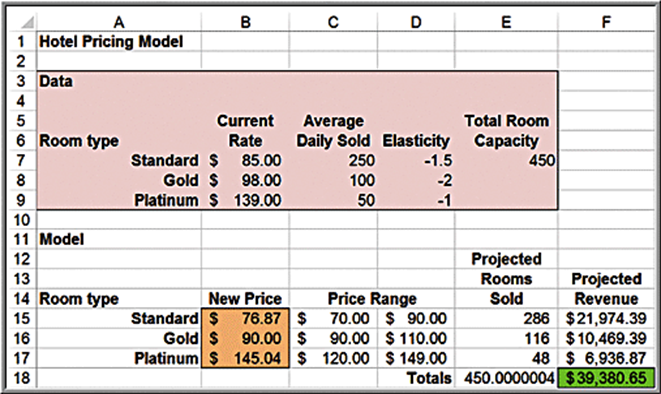 A B C D E F
1 Hotel Pricing Model
2
3 Data
4
5 Current Average Total Room
6 Room type Rate Daily Sold Elasticity Capacity
7 Standard $ 85.00 250 -1.5 450
8 Gold $ 98.00 100 -2
9 Platinum $ 139.00 50 -1
10
11 Model
12 Projected
13 Rooms Projected
14 Room type New Price Price Range Sold Revenue
15 Standard $ 76.87 $ 70.00 $ 90.00 286 $21,974.39
16 Gold $ 90.00 $ 90.00 $ 110.00 116 $10,469.39
17 Platinum $ 145.04 $ 120.00 $ 149.00 48 $ 6,936.87
18 Totals 450.0000004 $39,380.65